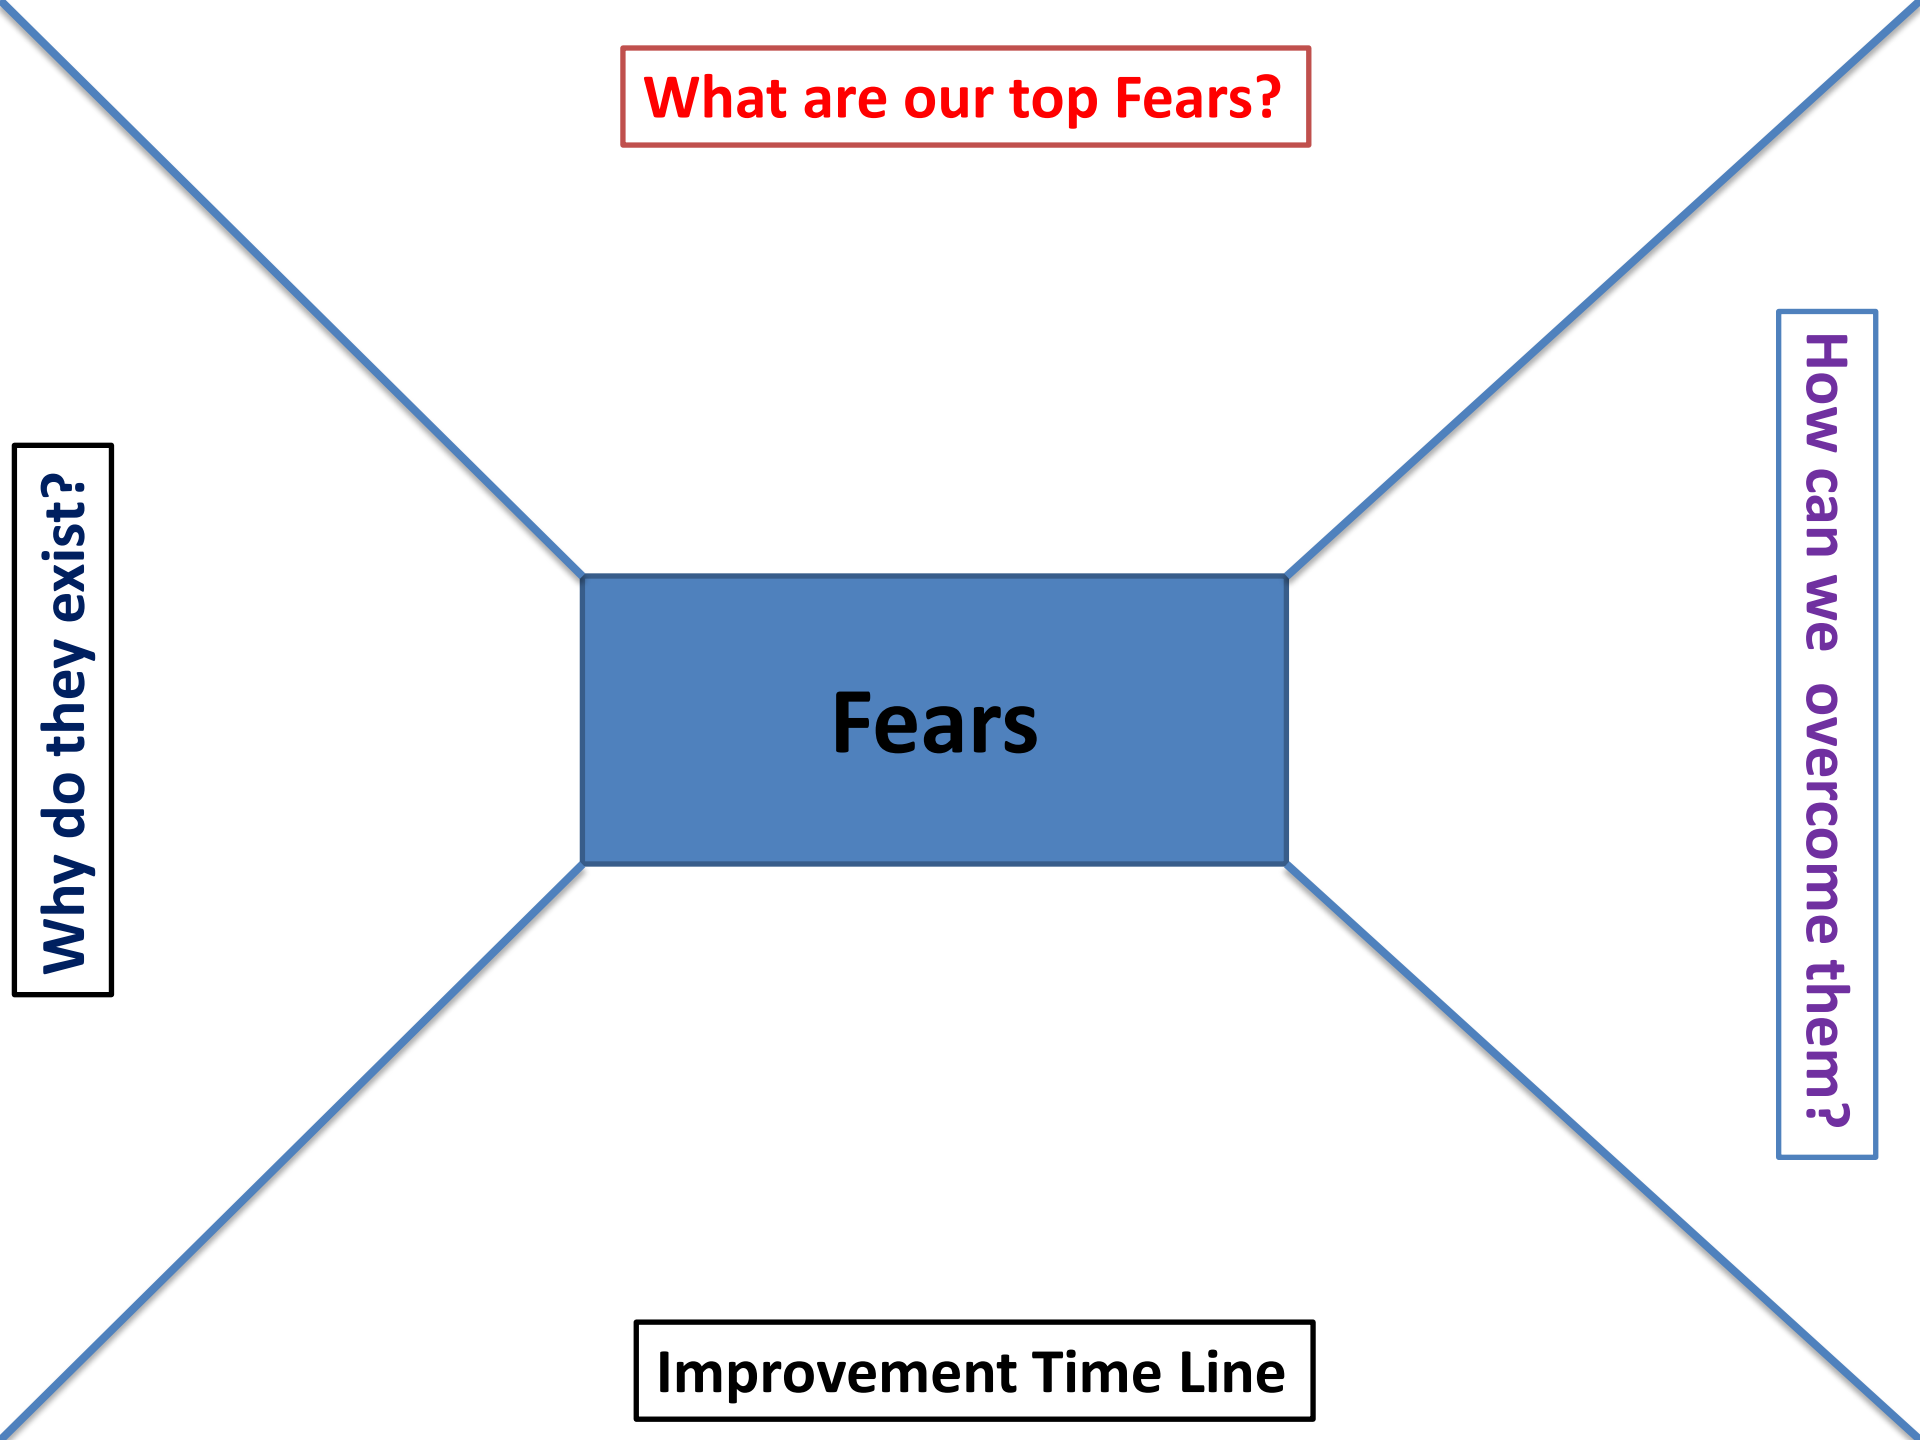 What are our top Fears?
Why do they exist?
Fears
How can we  overcome them?
Improvement Time Line